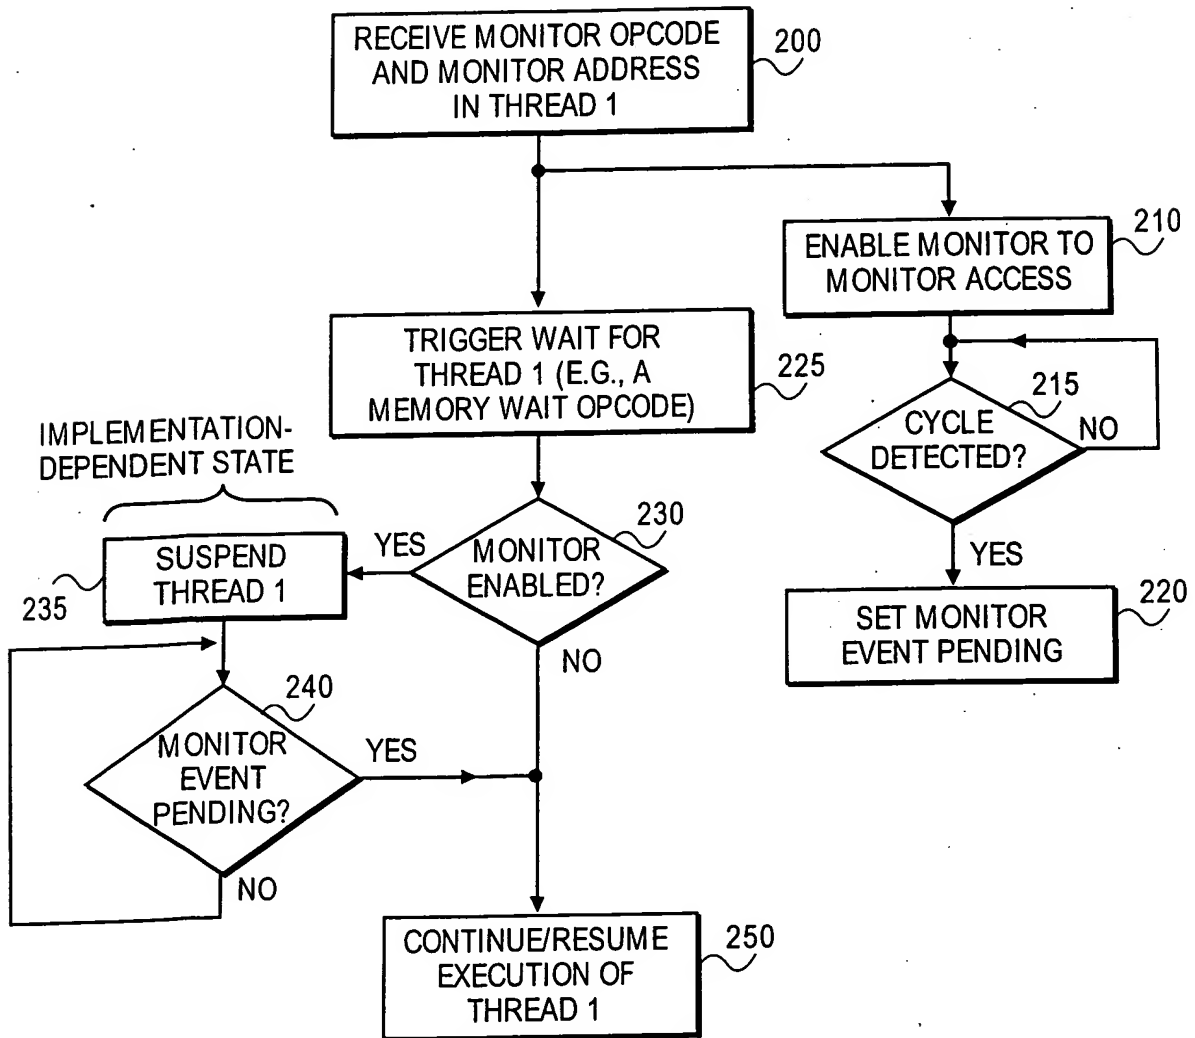 RECEIVE MONITOR OPCODE
AND MONITOR ADDRESS
IN THREAD 1
200
ENABLE MONITOR TO
MONITOR ACCESS
210
TRIGGER WAIT FOR
THREAD 1 (E.G., A
MEMORY WAIT OPCODE)
225
CYCLE
DETECTED?
215
NO
YES
IMPLEMENTATION-
DEPENDENT STATE
SUSPEND
THREAD 1
235
YES
MONITOR
ENABLED?
230
NO
SET MONITOR
EVENT PENDING
220
MONITOR
EVENT
PENDING?
240
YES
NO
CONTINUE/RESUME
EXECUTION OF
THREAD 1
250